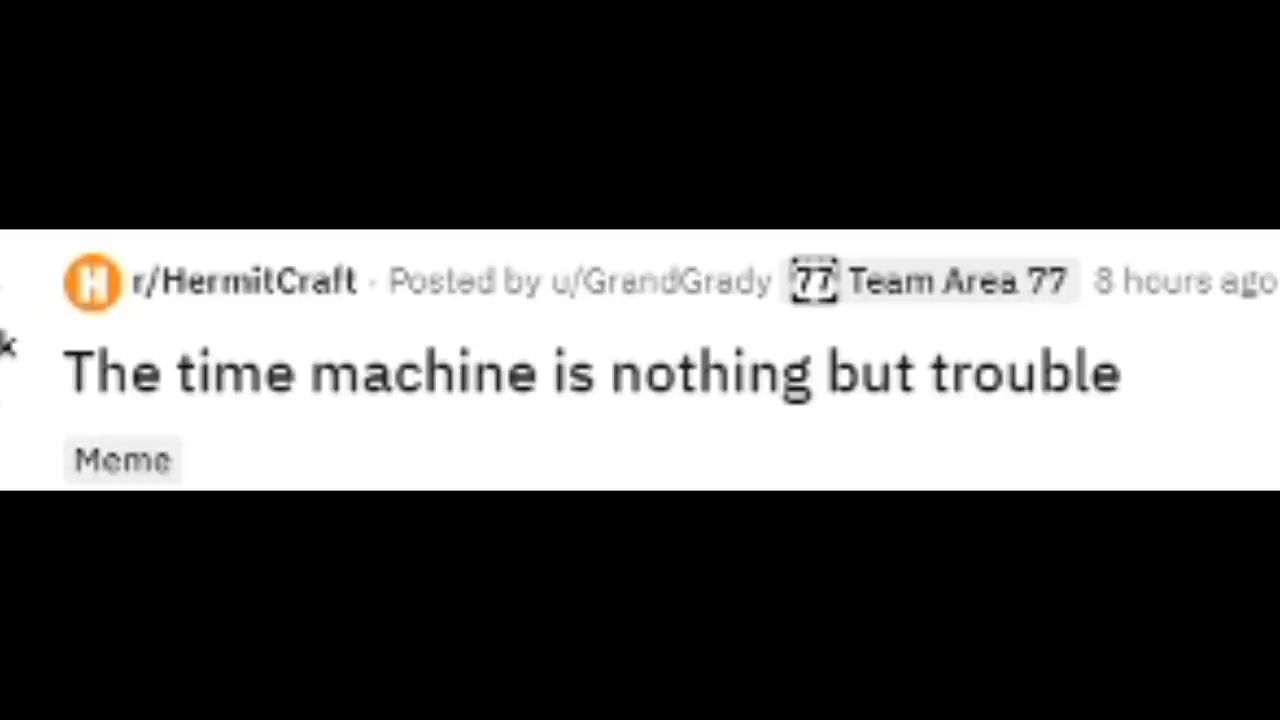 H r/HermitCraft · Posted by u/GrandGrady 77 Team Area 77 8 hours ago
k
The time machine is nothing but trouble
Meme